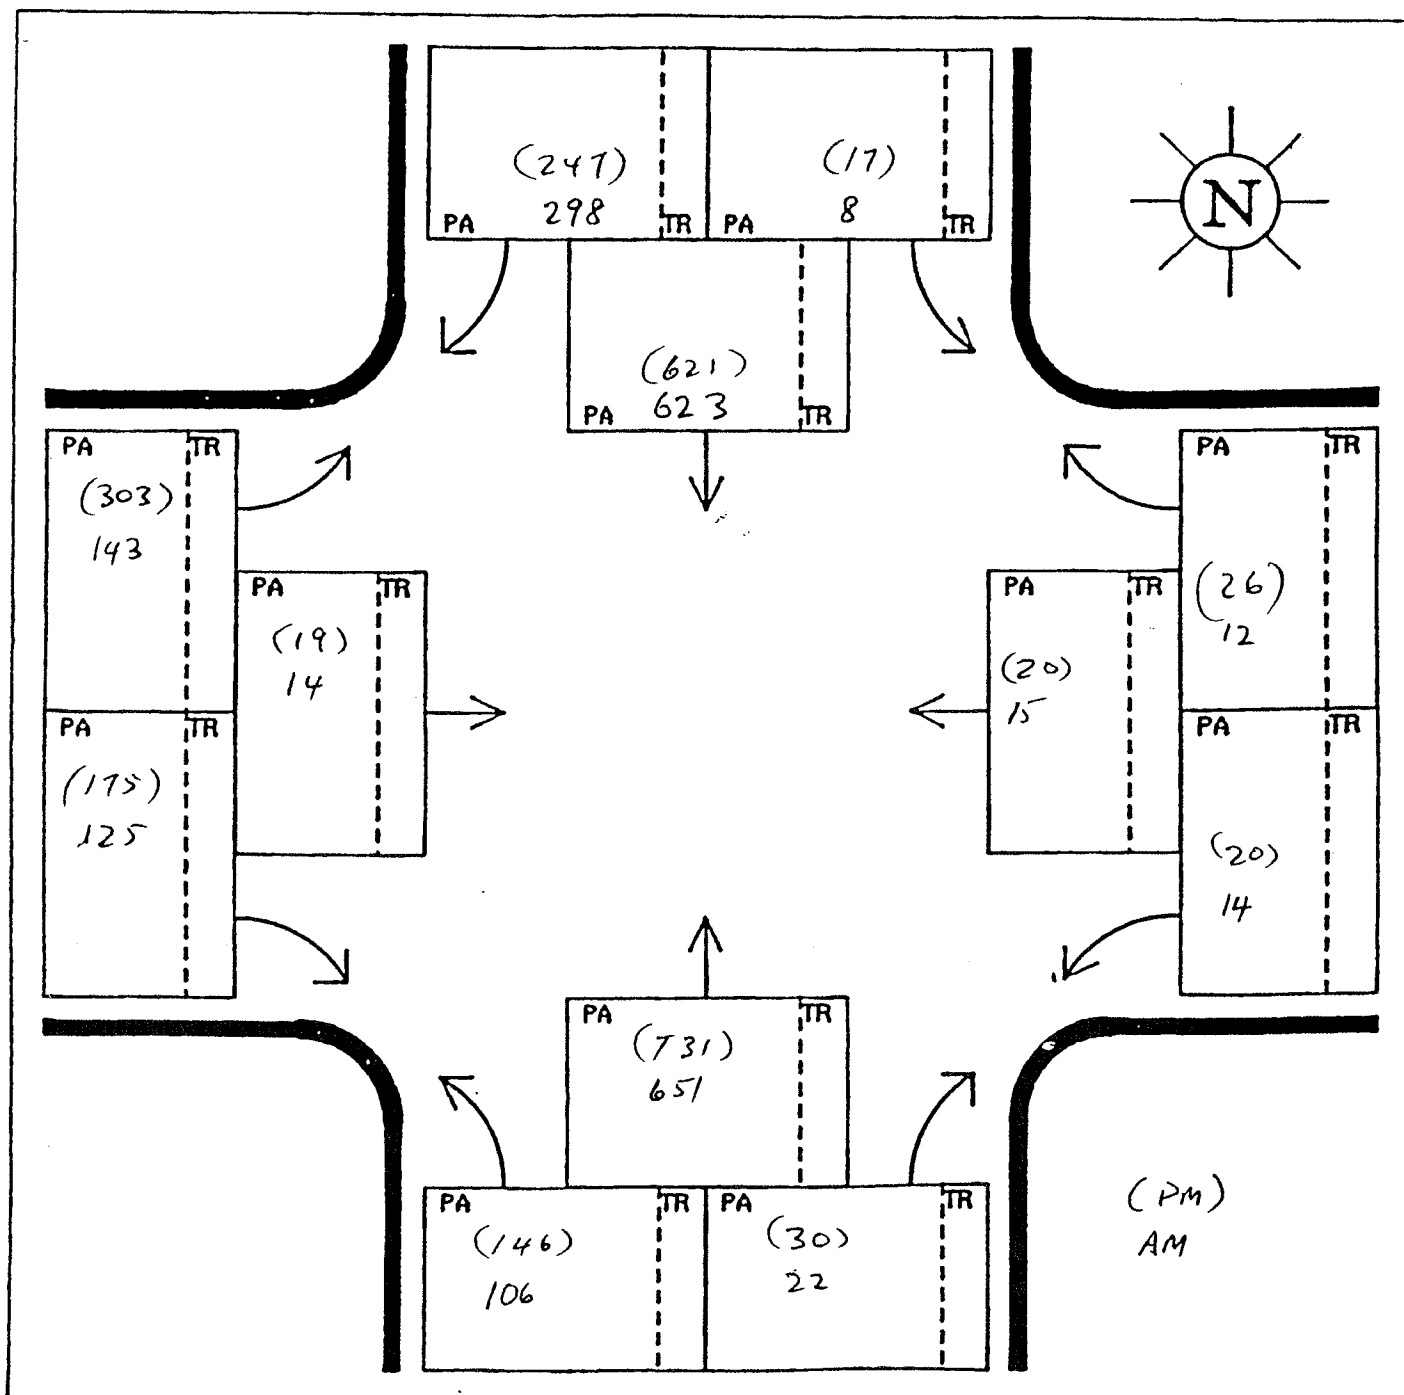 (247)
298
PA
TR
(17)
8
PA
TR
N
(621)
623
PA
TR
PA
TR
(303)
143
PA
TR
(19)
14
PA
TR
(175)
125
PA
TR
(26)
12
PA
TR
(20)
15
PA
TR
(20)
14
PA
TR
(731)
651
PA
TR
(146)
106
PA
TR
(30)
22
(PM)
AM